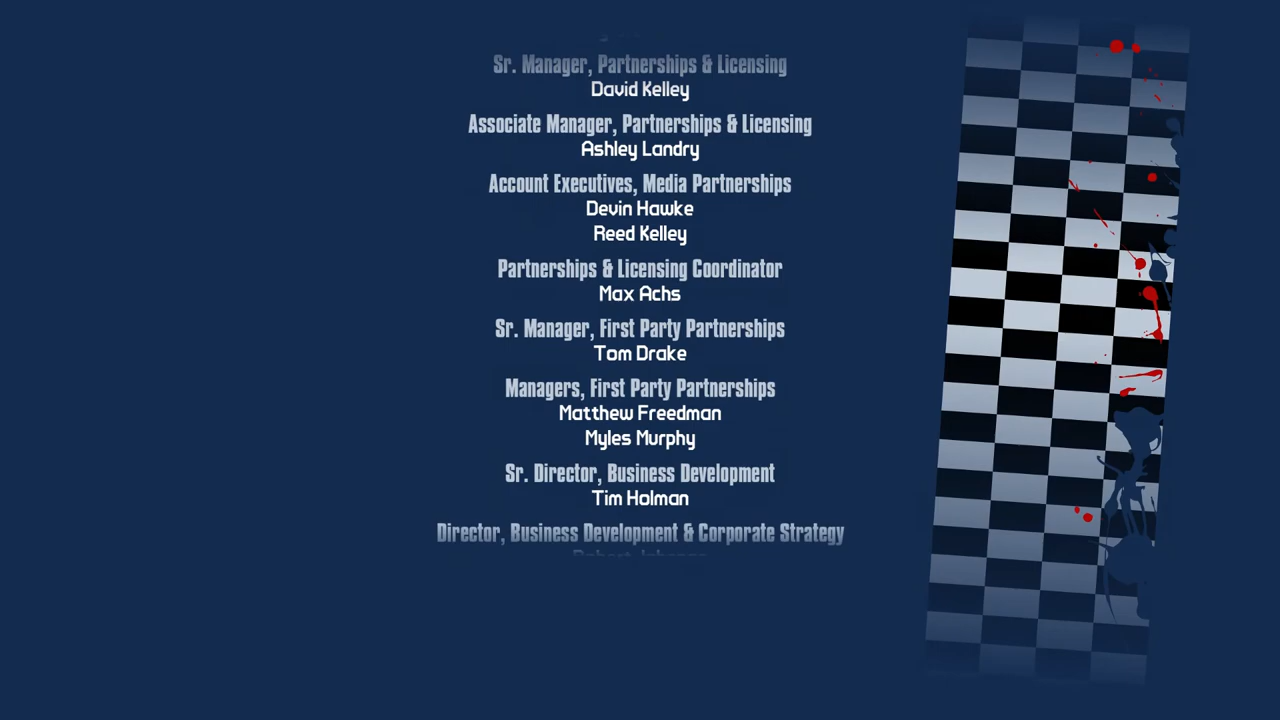 Sr. Manager, Partnerships & Licensing
David Kelley
Associate Manager, Partnerships & Licensing
Ashley Landry
Account Executives, Media Partnerships
Devin Hawke
Reed Kelley
Partnerships & Licensing Coordinator
Max Achs
Sr. Manager, First Party Partnerships
Tom Drake
Managers, First Party Partnerships
Matthew Freedman
Myles Murphy
Sr. Director, Business Development
Tim Holman
Director, Business Development & Corporate Strategy